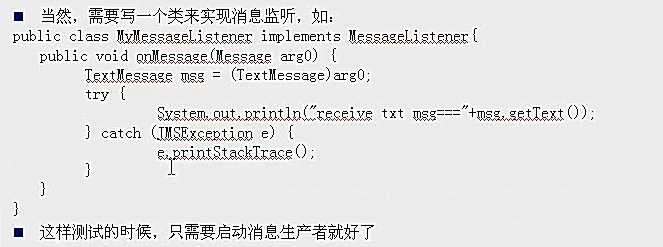 ■ 当然，需要写一个类来实现消息监听，如：
public class MyMessageListener implements MessageListener{
public void onMessage(Message arg0) {
TextMessage msg = (TextMessage)arg0;
try {
System.out.println("receive txt msg==="+msg.getText());
} catch (JMSException e) {
e.printStackTrace();
}
}
}
■ 这样测试的时候，只需要启动消息生产者就好了